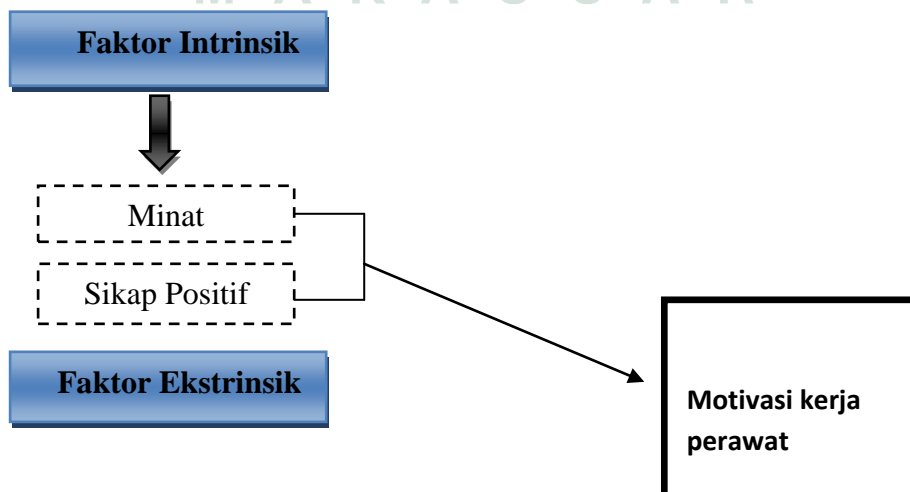 M A K A S S A R
Faktor Intrinsik
Minat
Sikap Positif
Faktor Ekstrinsik
Motivasi kerja
perawat